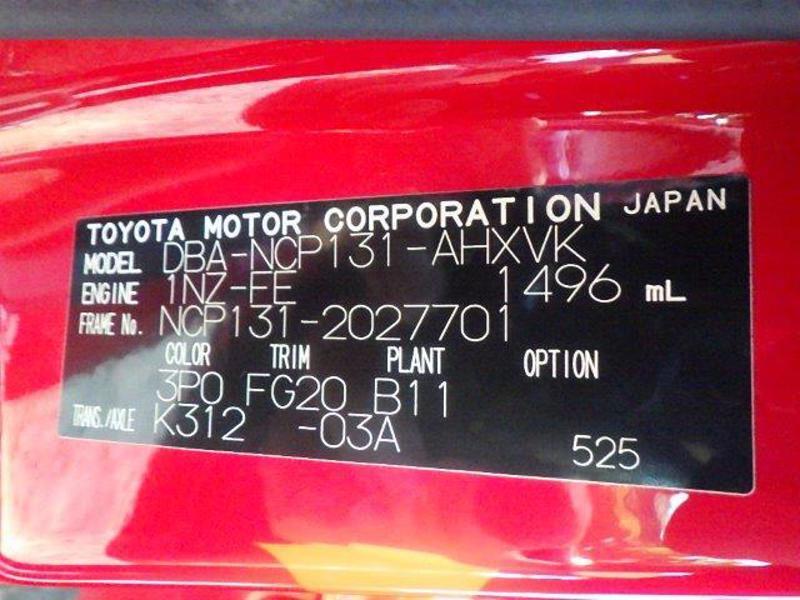 TOYOTA MOTOR CORPORATION JAPAN
MODEL DBA-NCP131-AHXVK
ENGINE 1NZ-FE 1496 mL
FRAME No. NCP131-2027701
COLOR TRIM PLANT OPTION
3P0 FG20 B11
TRANS./AXLE K312 -03A
525